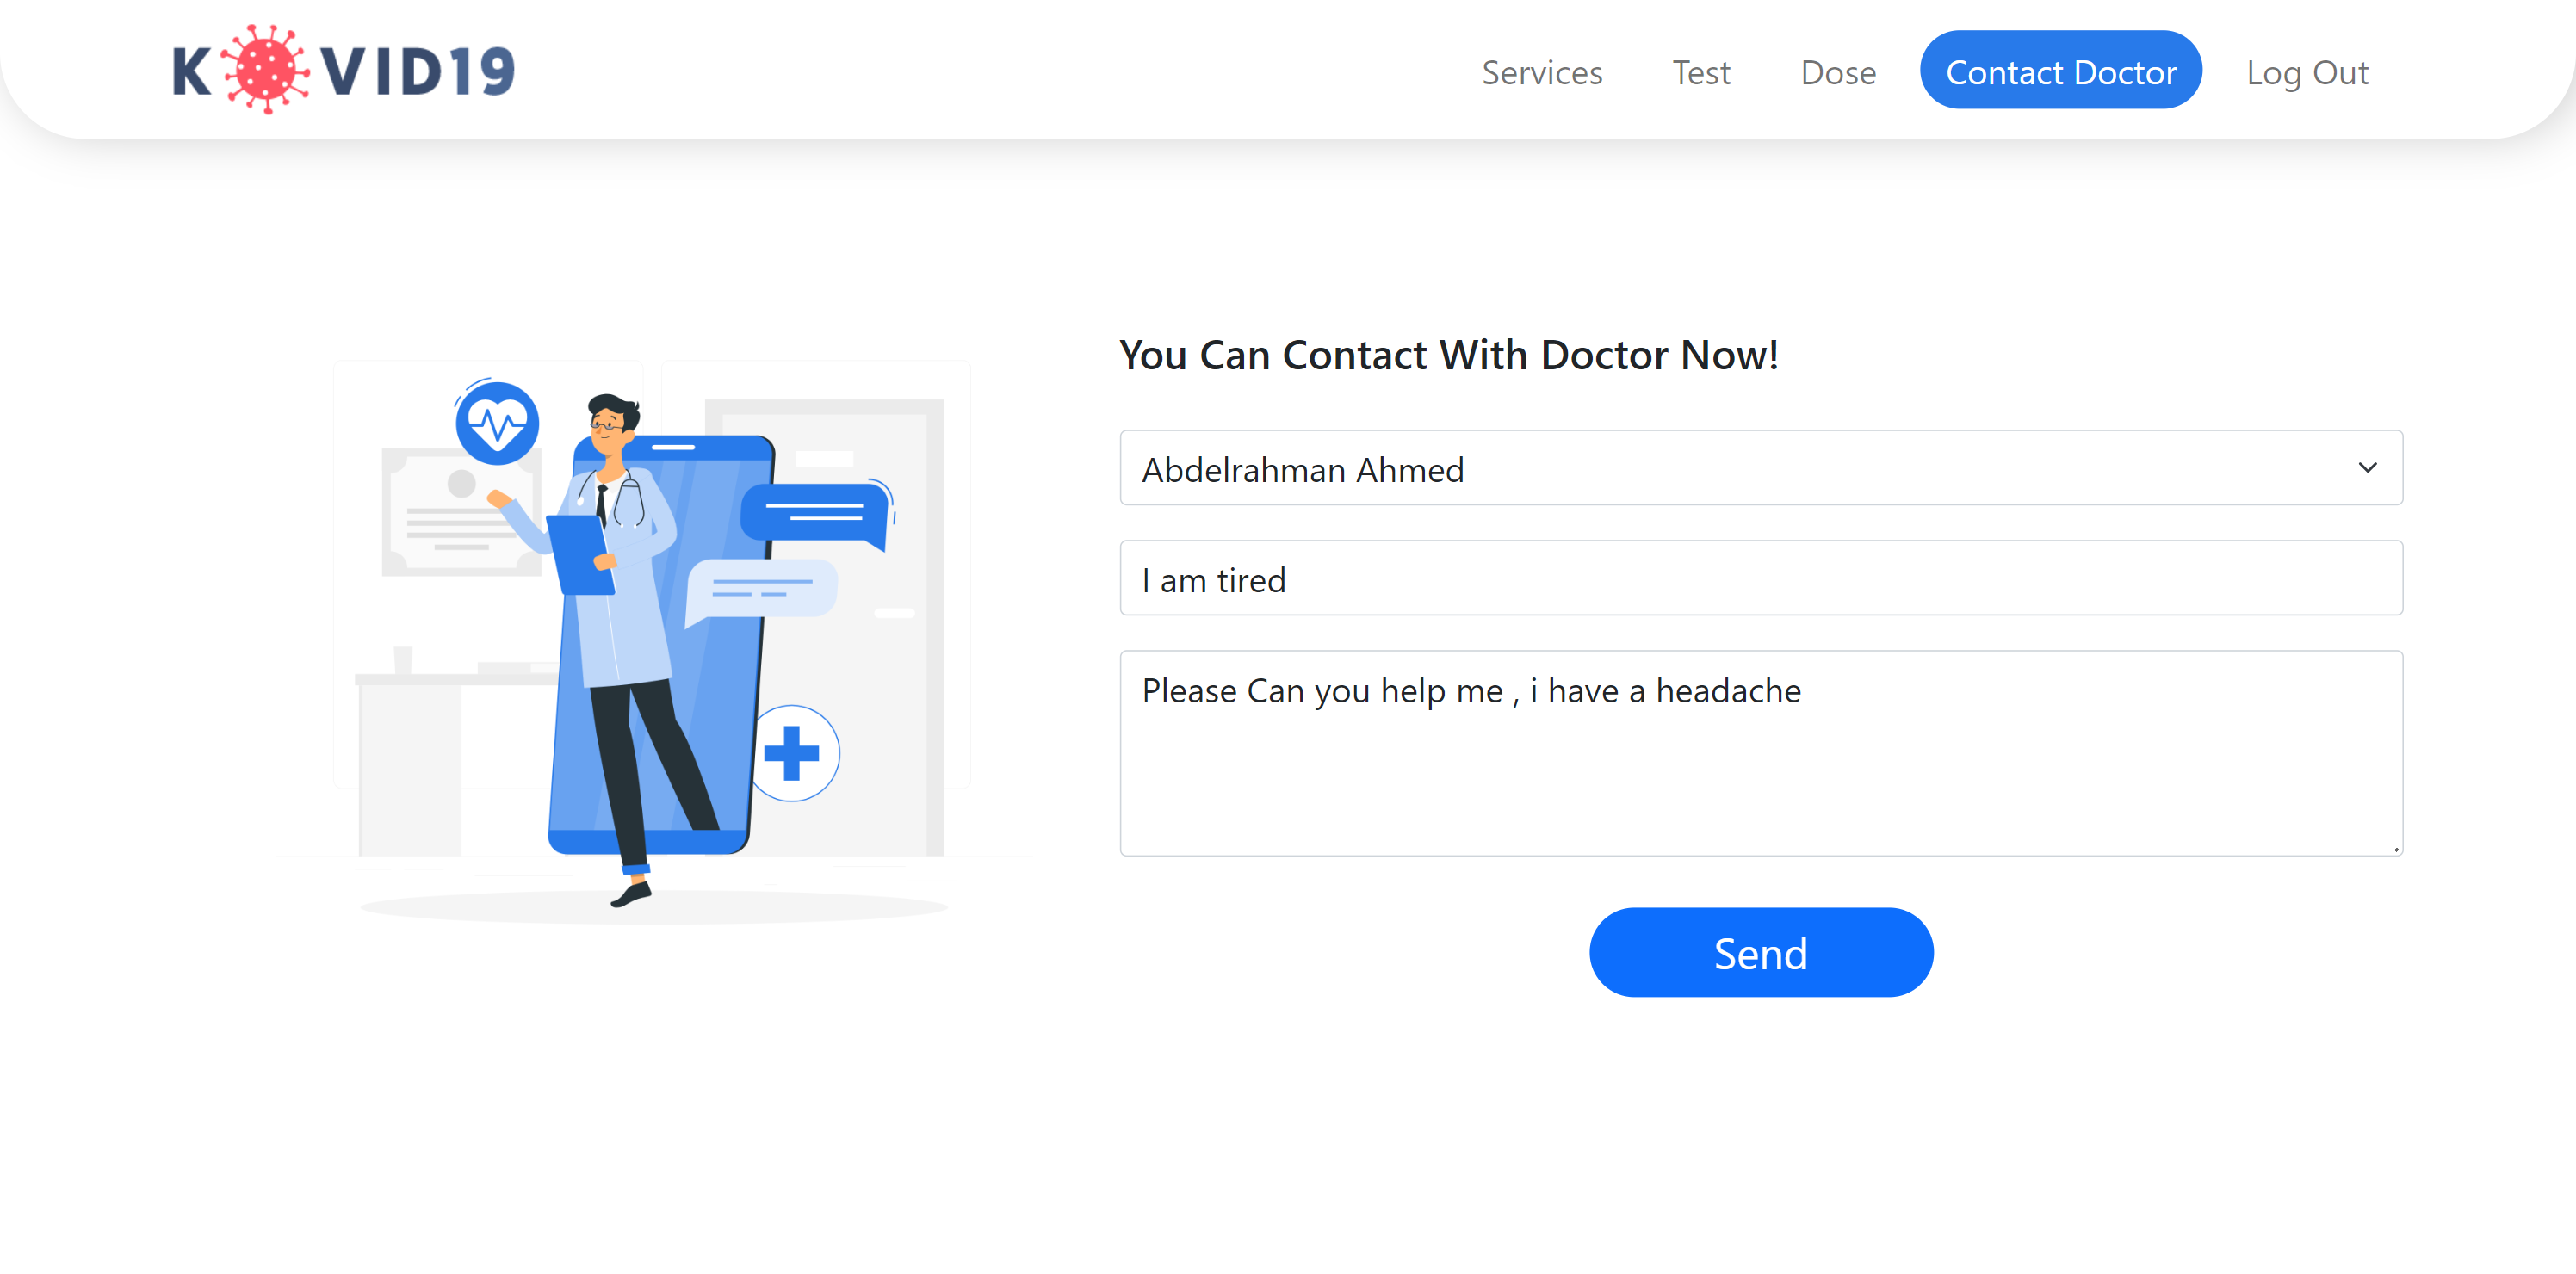 K VID19
Services Test Dose Contact Doctor Log Out
You Can Contact With Doctor Now!
Abdelrahman Ahmed
I am tired
Please Can you help me , i have a headache
Send